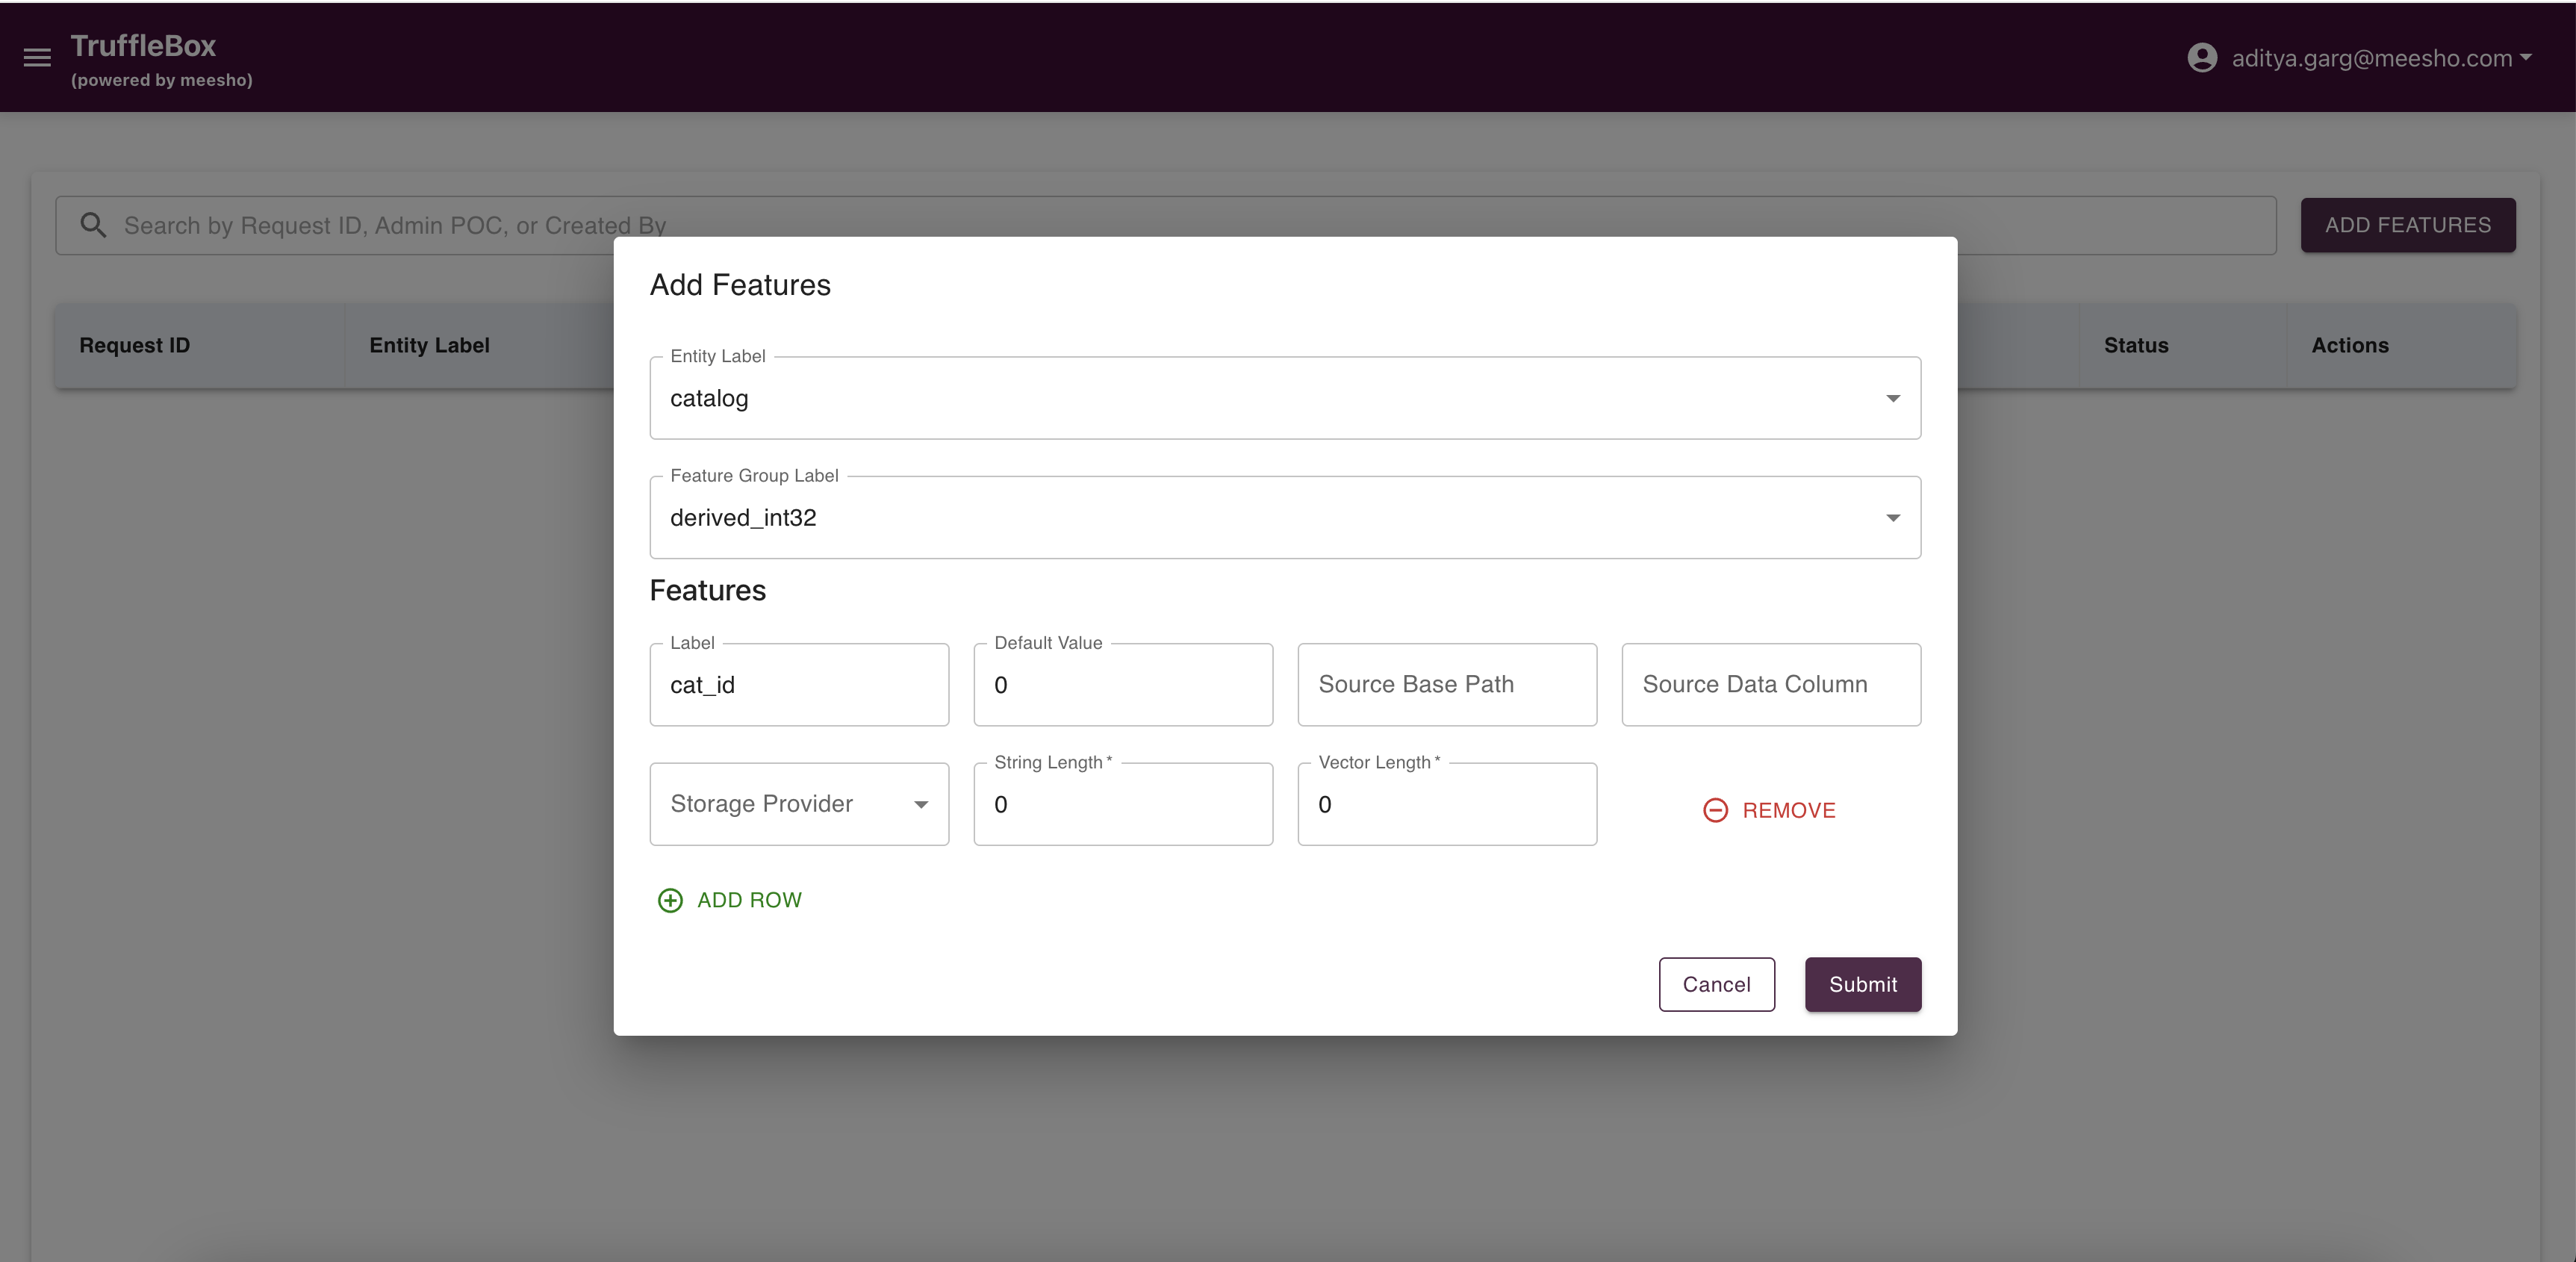 TruffleBox
(powered by meesho)
aditya.garg@meesho.com
Search by Request ID, Admin POC, or Created By
ADD FEATURES
Request ID
Entity Label
Status
Actions
Add Features
Entity Label
catalog
Feature Group Label
derived_int32
Features
Label
cat_id
Default Value
0
Source Base Path
Source Data Column
Storage Provider
String Length *
0
Vector Length *
0
REMOVE
ADD ROW
Cancel
Submit